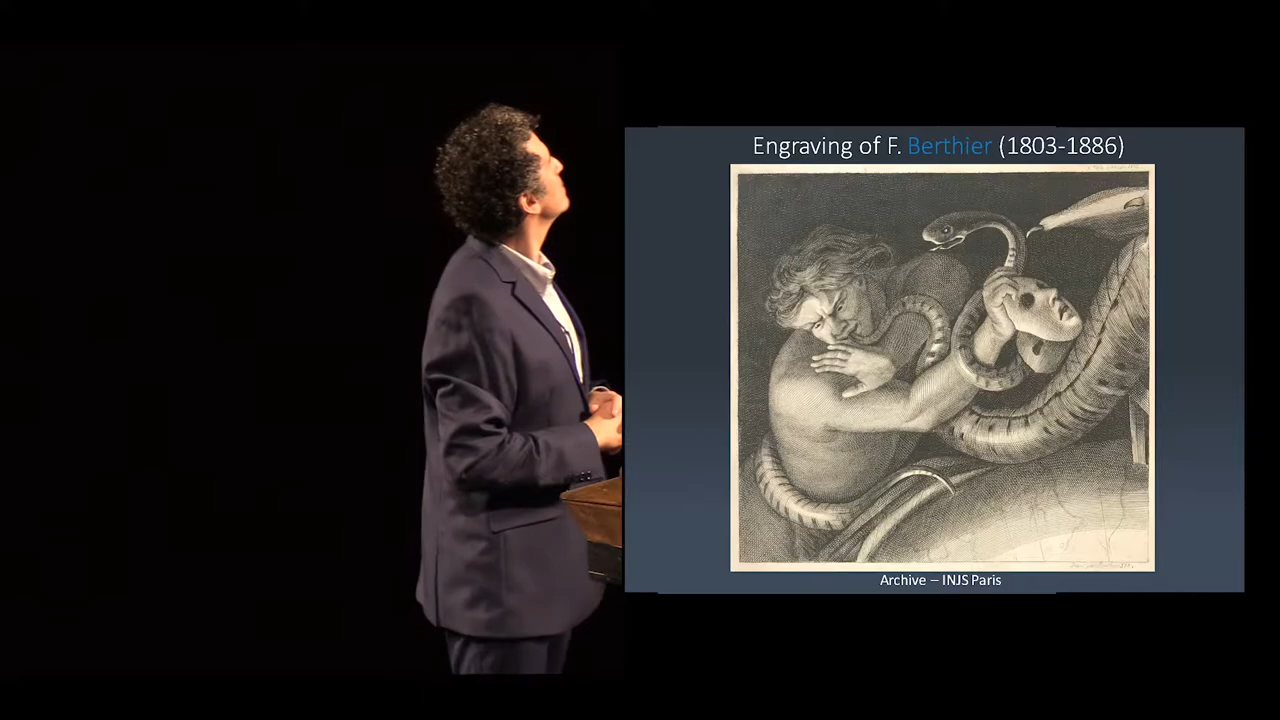 Engraving of F. Berthier (1803-1886)
Archive – INJS Paris